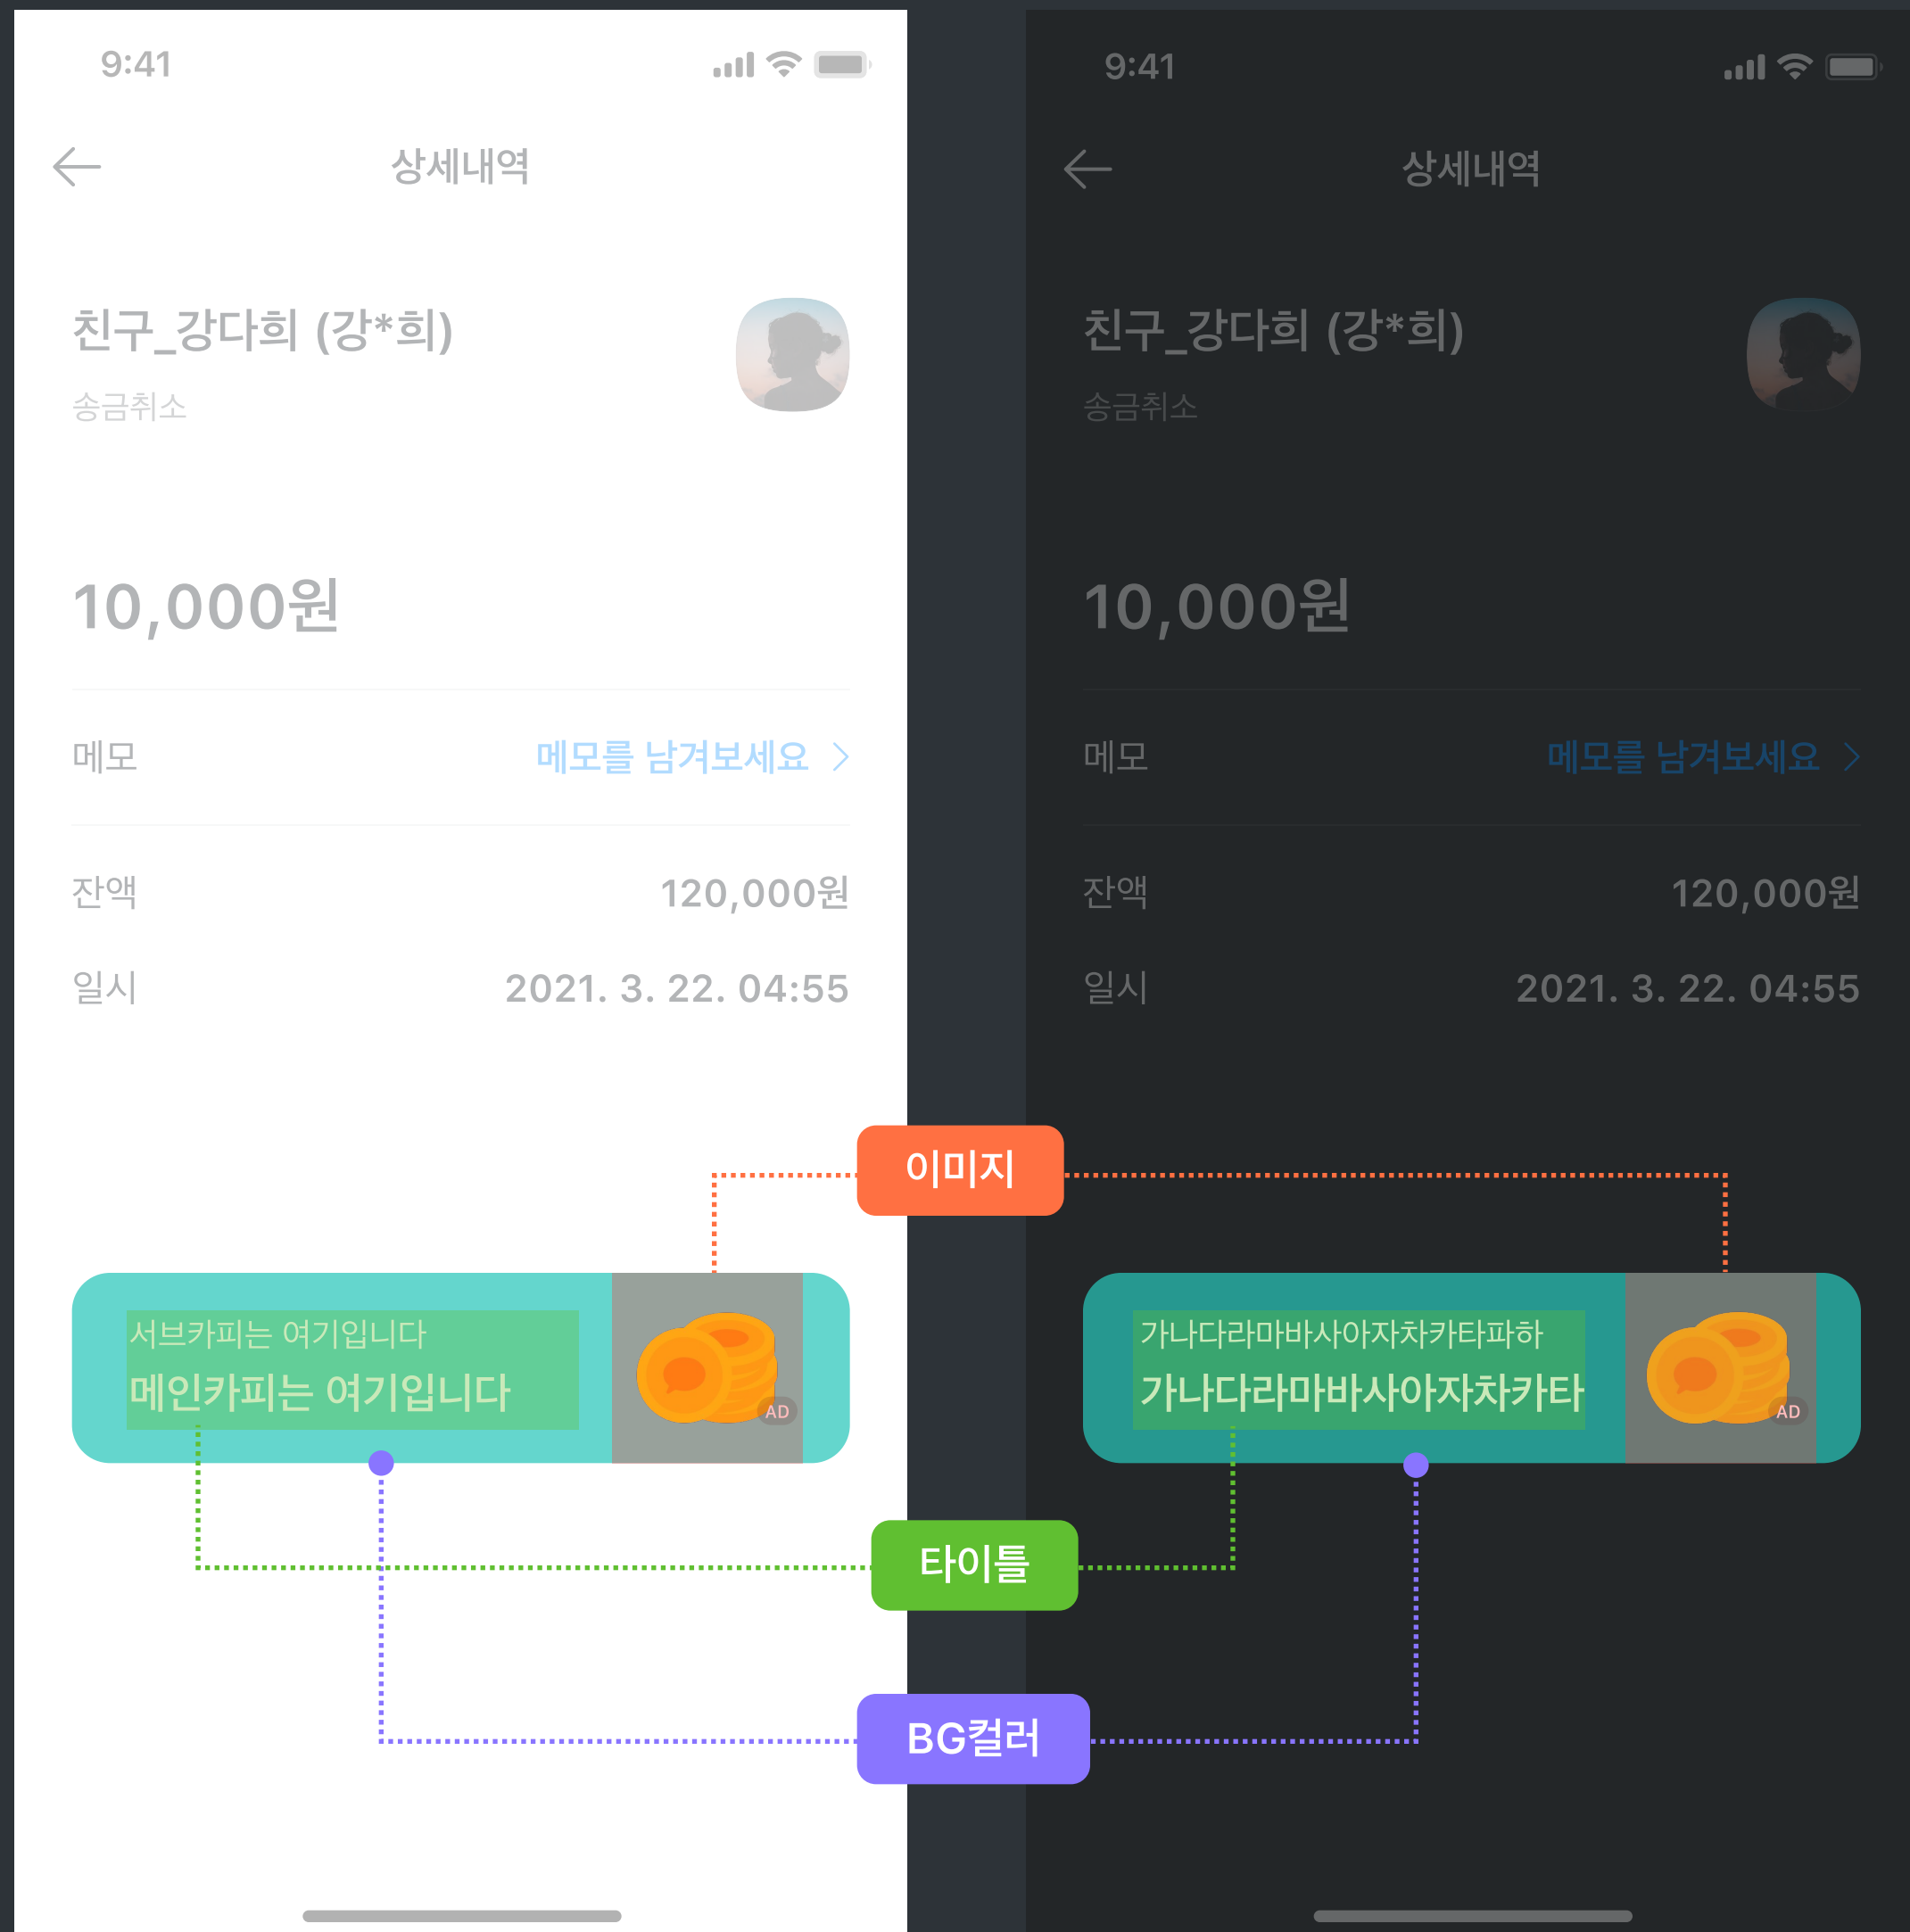 9:41
상세내역
친구_강다희 (강*희)
송금취소
10,000원
메모
메모를 남겨보세요
잔액
120,000원
일시
2021. 3. 22. 04:55
서브카피는 여기입니다
메인카피는 여기입니다
AD
9:41
상세내역
친구_강다희 (강*희)
송금취소
10,000원
메모
메모를 남겨보세요
잔액
120,000원
일시
2021. 3. 22. 04:55
가나다라마바사아자차카타파하
가나다라마바사아자차카타
AD
이미지
타이틀
BG컬러